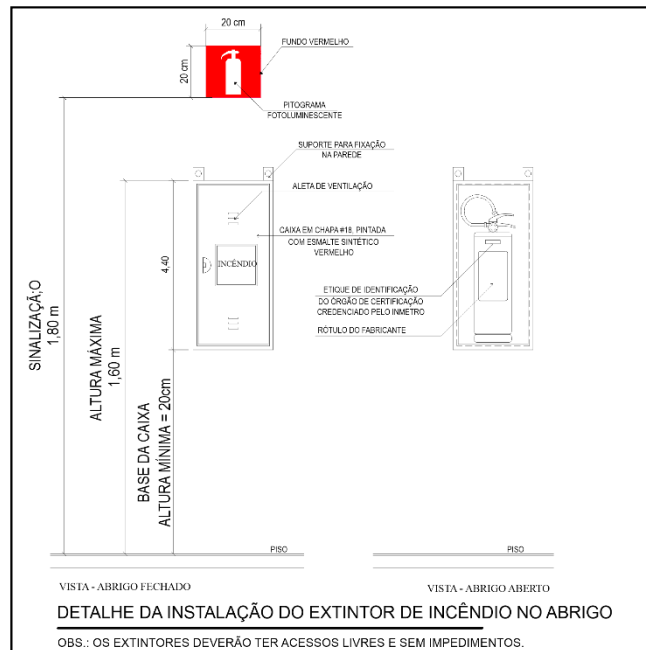 20 cm
FUNDO VERMELHO
20 cm
PITOGRAMA
FOTOLUMINESCENTE
SUPORTE PARA FIXAÇÃO
NA PAREDE
ALETA DE VENTILAÇÃO
CAIXA EM CHAPA #18, PINTADA
COM ESMALTE SINTÉTICO
VERMELHO
INCÊNDIO
4,40
ETIQUE DE IDENTIFICAÇÃO
DO ÓRGÃO DE CERTIFICAÇÃO
CREDENCIADO PELO INMETRO
RÓTULO DO FABRICANTE
SINALIZAÇÃ;O
1,80 m
ALTURA MÁXIMA
1,60 m
BASE DA CAIXA
ALTURA MÍNIMA = 20cm
PISO
PISO
VISTA - ABRIGO FECHADO
VISTA - ABRIGO ABERTO
DETALHE DA INSTALAÇÃO DO EXTINTOR DE INCÊNDIO NO ABRIGO
OBS.: OS EXTINTORES DEVERÃO TER ACESSOS LIVRES E SEM IMPEDIMENTOS.